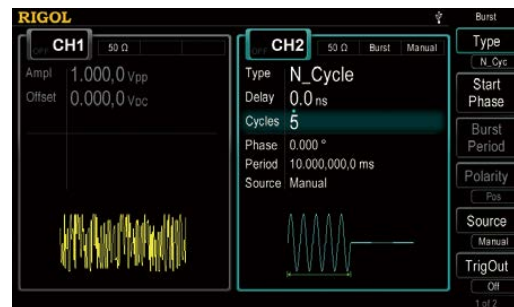 RIGOL
Burst
OFF CH1 50 Ω
Ampl 1.000,0 Vpp
Offset 0.000,0 VDC
OFF CH2 50 Ω Burst Manual
Type N_Cycle
Delay 0.0 ns
Cycles 5
Phase 0.000 °
Period 10.000,000,0 ms
Source Manual
Type
N_Cyc
Start
Phase
Burst
Period
Polarity
Pos
Source
Manual
TrigOut
Off
1 of 2